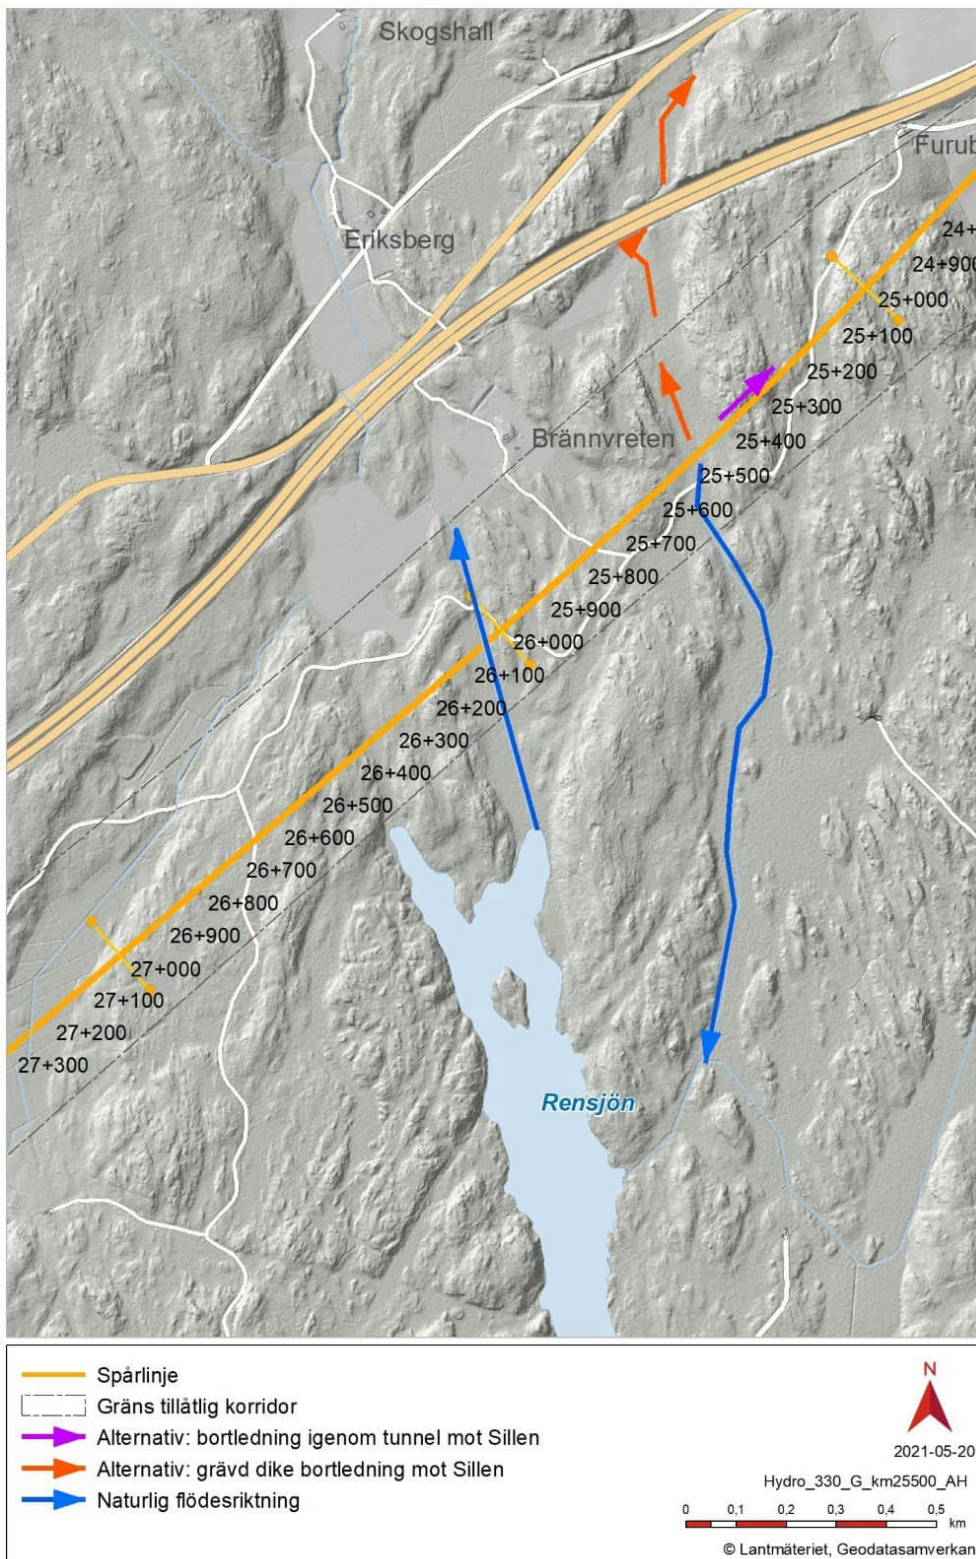 Skogshall
Furub
Eriksberg
24+
24+900
25+000
25+100
25+200
25+300
25+400
Brännvreten
25+500
25+600
25+700
25+800
25+900
26+000
26+100
26+200
26+300
26+400
26+500
26+600
26+700
26+800
26+900
27+000
27+100
27+200
27+300
Rensjön
Spårlinje
Gräns tillåtlig korridor
Alternativ: bortledning igenom tunnel mot Sillen
Alternativ: grävd dike bortledning mot Sillen
Naturlig flödesriktning
N
2021-05-20
Hydro_330_G_km25500_AH
0 0,1 0,2 0,3 0,4 0,5
km
© Lantmäteriet, Geodatasamverkan